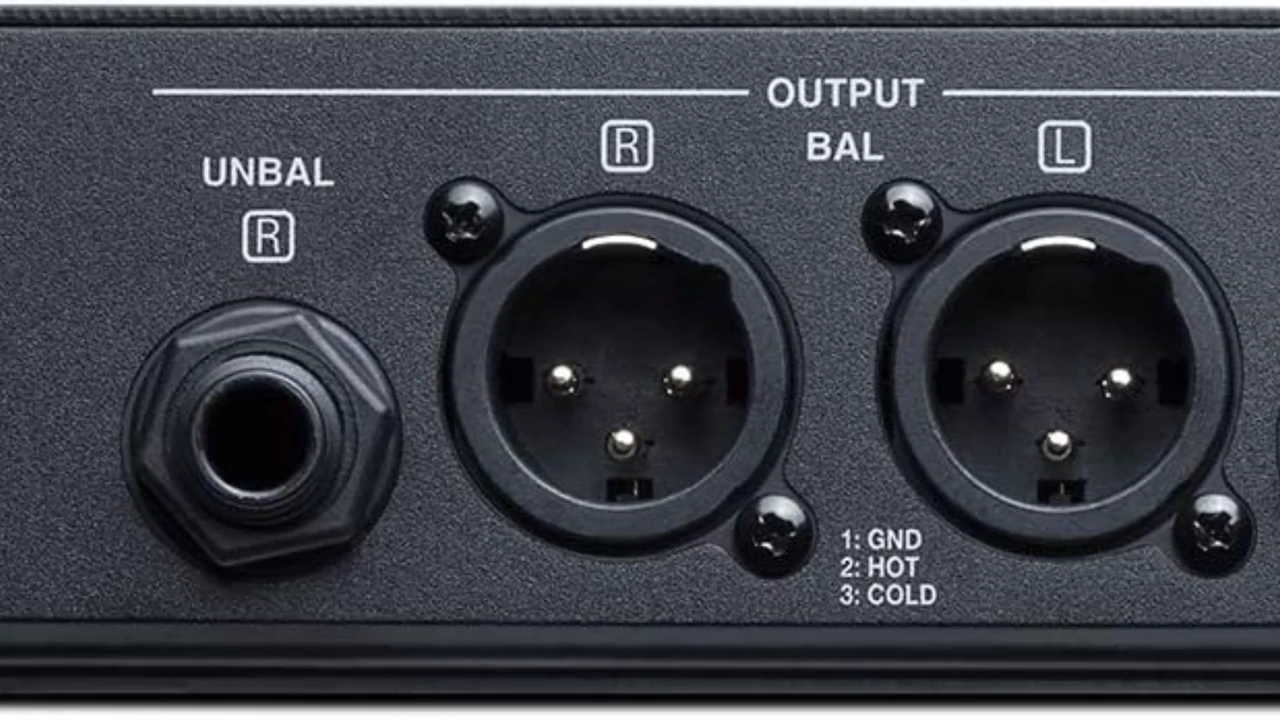 OUTPUT
UNBAL
R
R
BAL
L
1: GND
2: HOT
3: COLD